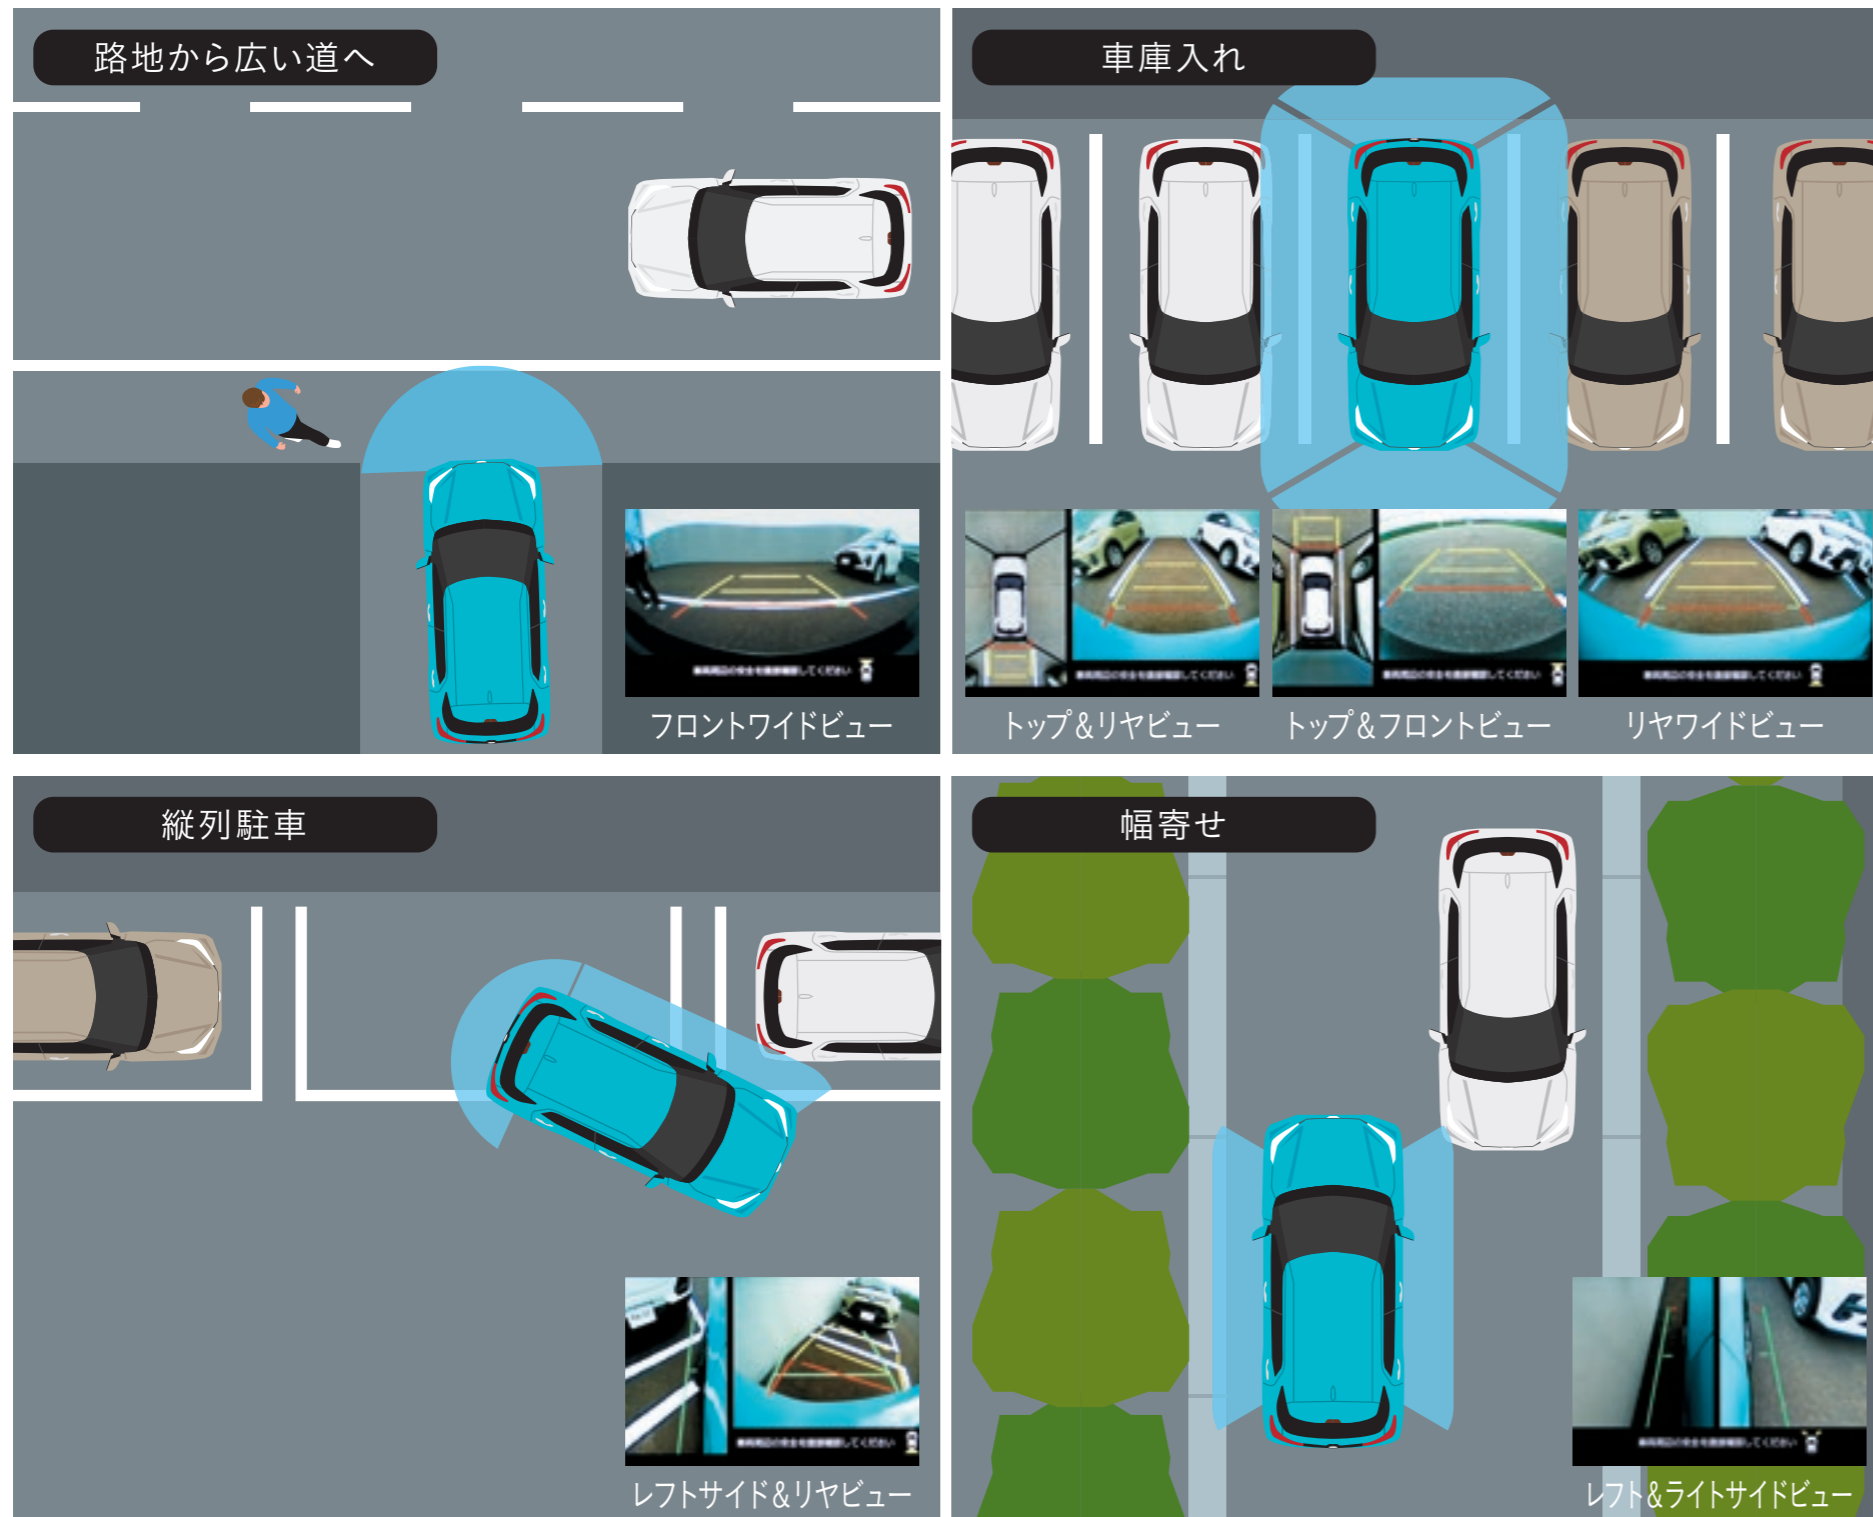 路地から広い道へ
フロントワイドビュー
車庫入れ
トップ&リヤビュー
トップ&フロントビュー
リヤワイドビュー
縦列駐車
レフトサイド&リヤビュー
幅寄せ
レフト&ライトサイドビュー